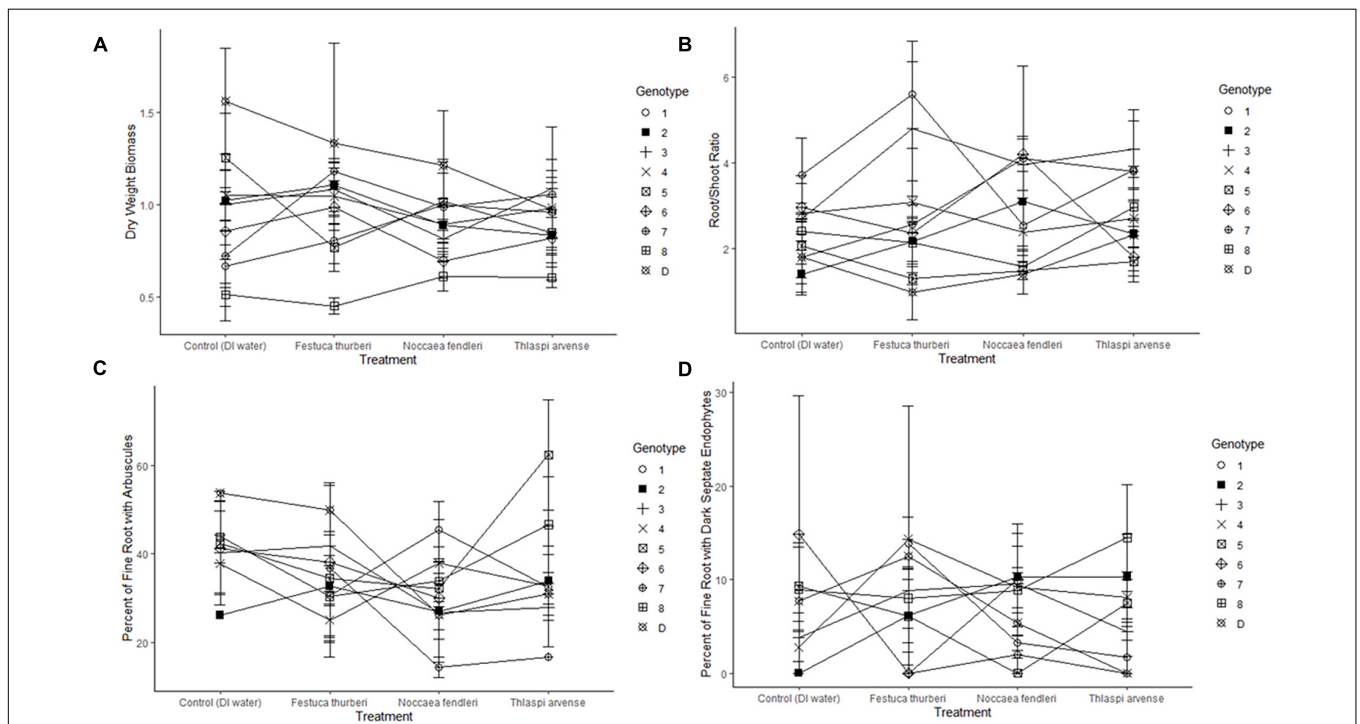 A
Dry Weight Biomass
1.5
1.0
0.5
Control (DI water) Festuca thurberi Noccaea fendleri Thlaspi arvense
Treatment
Genotype
1
2
3
4
5
6
7
8
D
B
Root/Shoot Ratio
6
4
2
Control (DI water) Festuca thurberi Noccaea fendleri Thlaspi arvense
Treatment
Genotype
1
2
3
4
5
6
7
8
D
C
Percent of Fine Root with Arbuscules
60
40
20
Control (DI water) Festuca thurberi Noccaea fendleri Thlaspi arvense
Treatment
Genotype
1
2
3
4
5
6
7
8
D
D
Percent of Fine Root with Dark Septate Endophytes
30
20
10
0
Control (DI water) Festuca thurberi Noccaea fendleri Thlaspi arvense
Treatment
Genotype
1
2
3
4
5
6
7
8
D